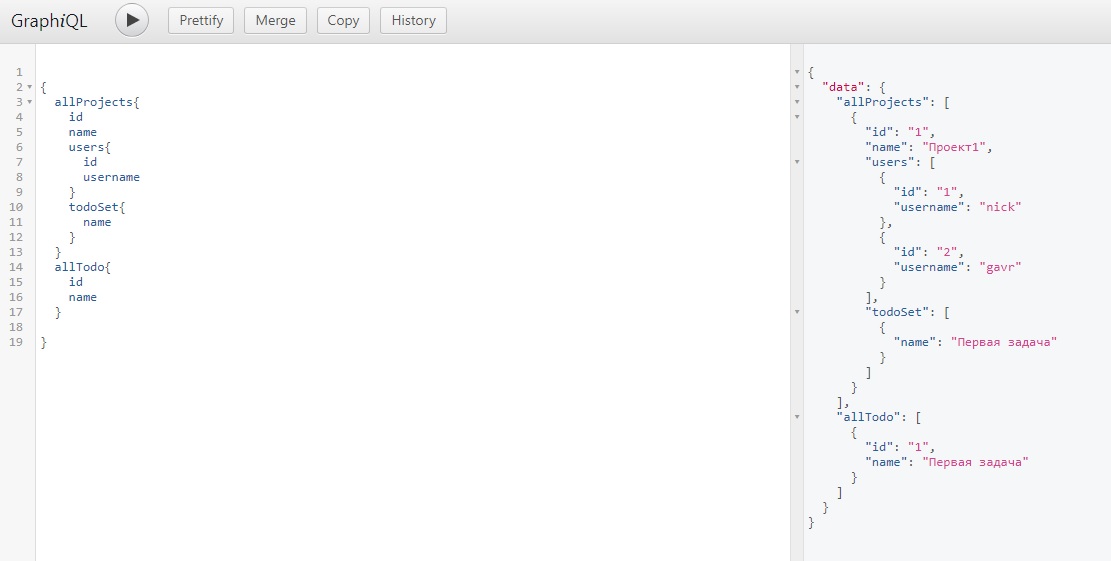 GraphiQL Prettify Merge Copy History
1
2 {
3 allProjects{
4 id
5 name
6 users{
7 id
8 username
9 }
10 todoSet{
11 name
12 }
13 }
14 allTodo{
15 id
16 name
17 }
18
19 }
{
"data": {
"allProjects": [
{
"id": "1",
"name": "Проект1",
"users": [
{
"id": "1",
"username": "nick"
},
{
"id": "2",
"username": "gavr"
}
],
"todoSet": [
{
"name": "Первая задача"
}
]
}
],
"allTodo": [
{
"id": "1",
"name": "Первая задача"
}
]
}
}